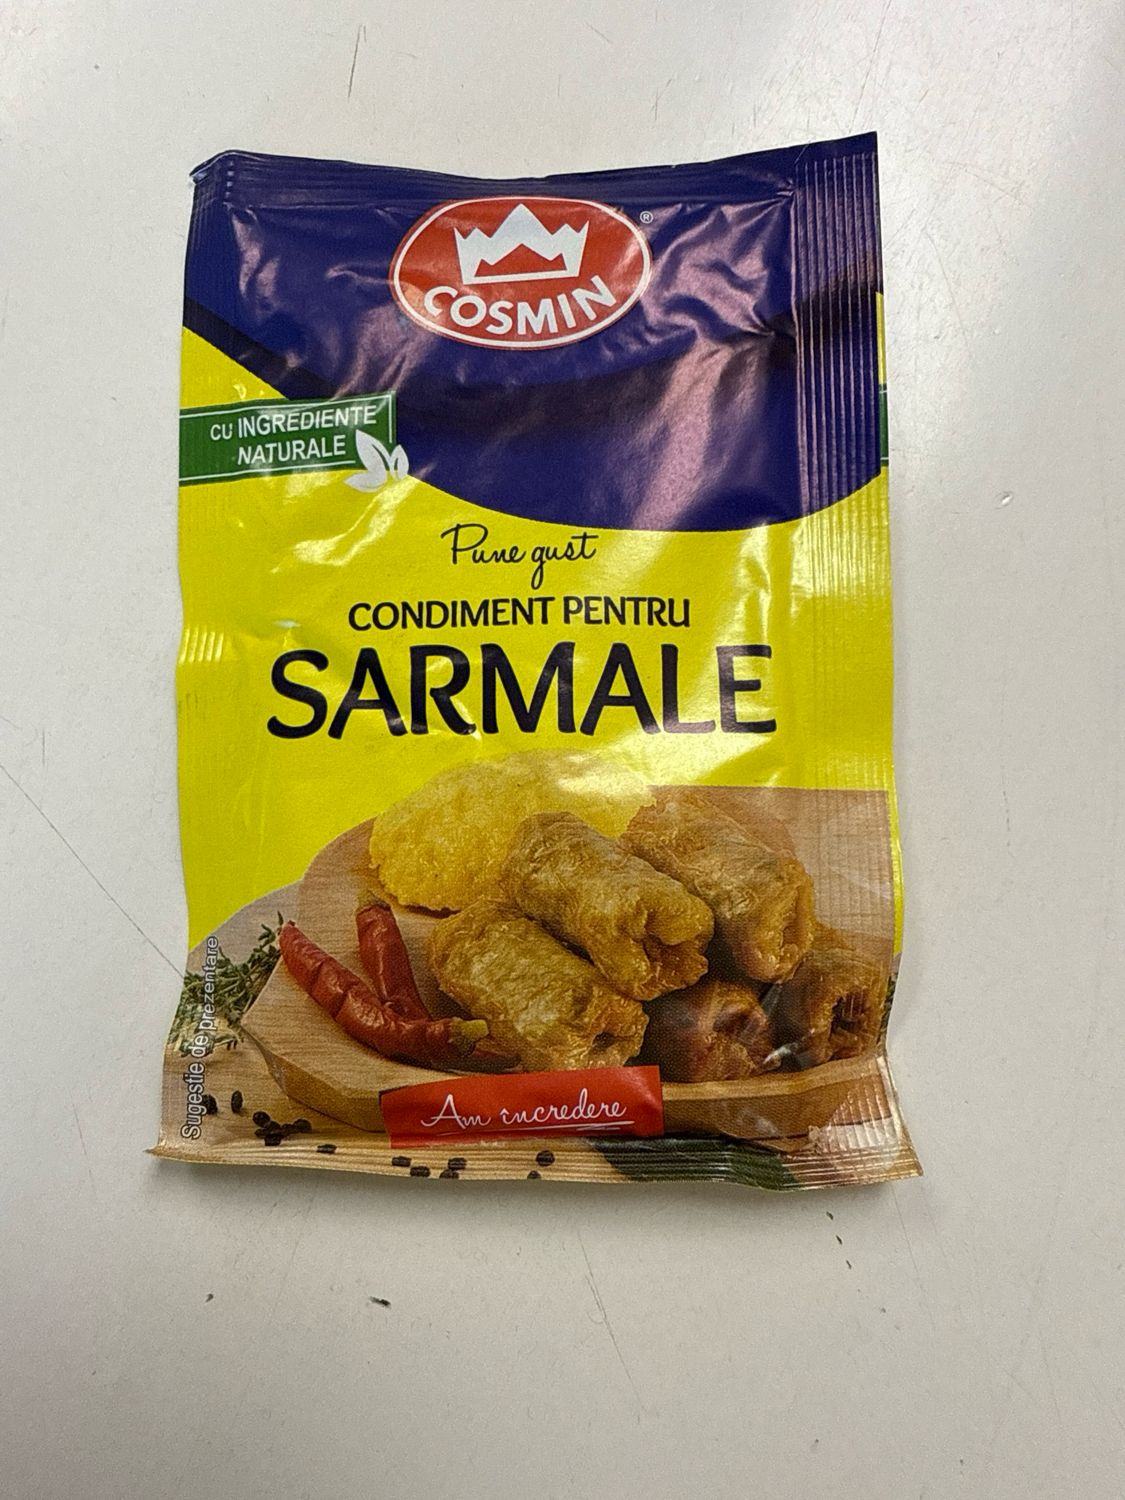 COSMIN
®
CU INGREDIENTE
NATURALE
Pune gust
CONDIMENT PENTRU
SARMALE
Sugestie de prezentare
Am încredere